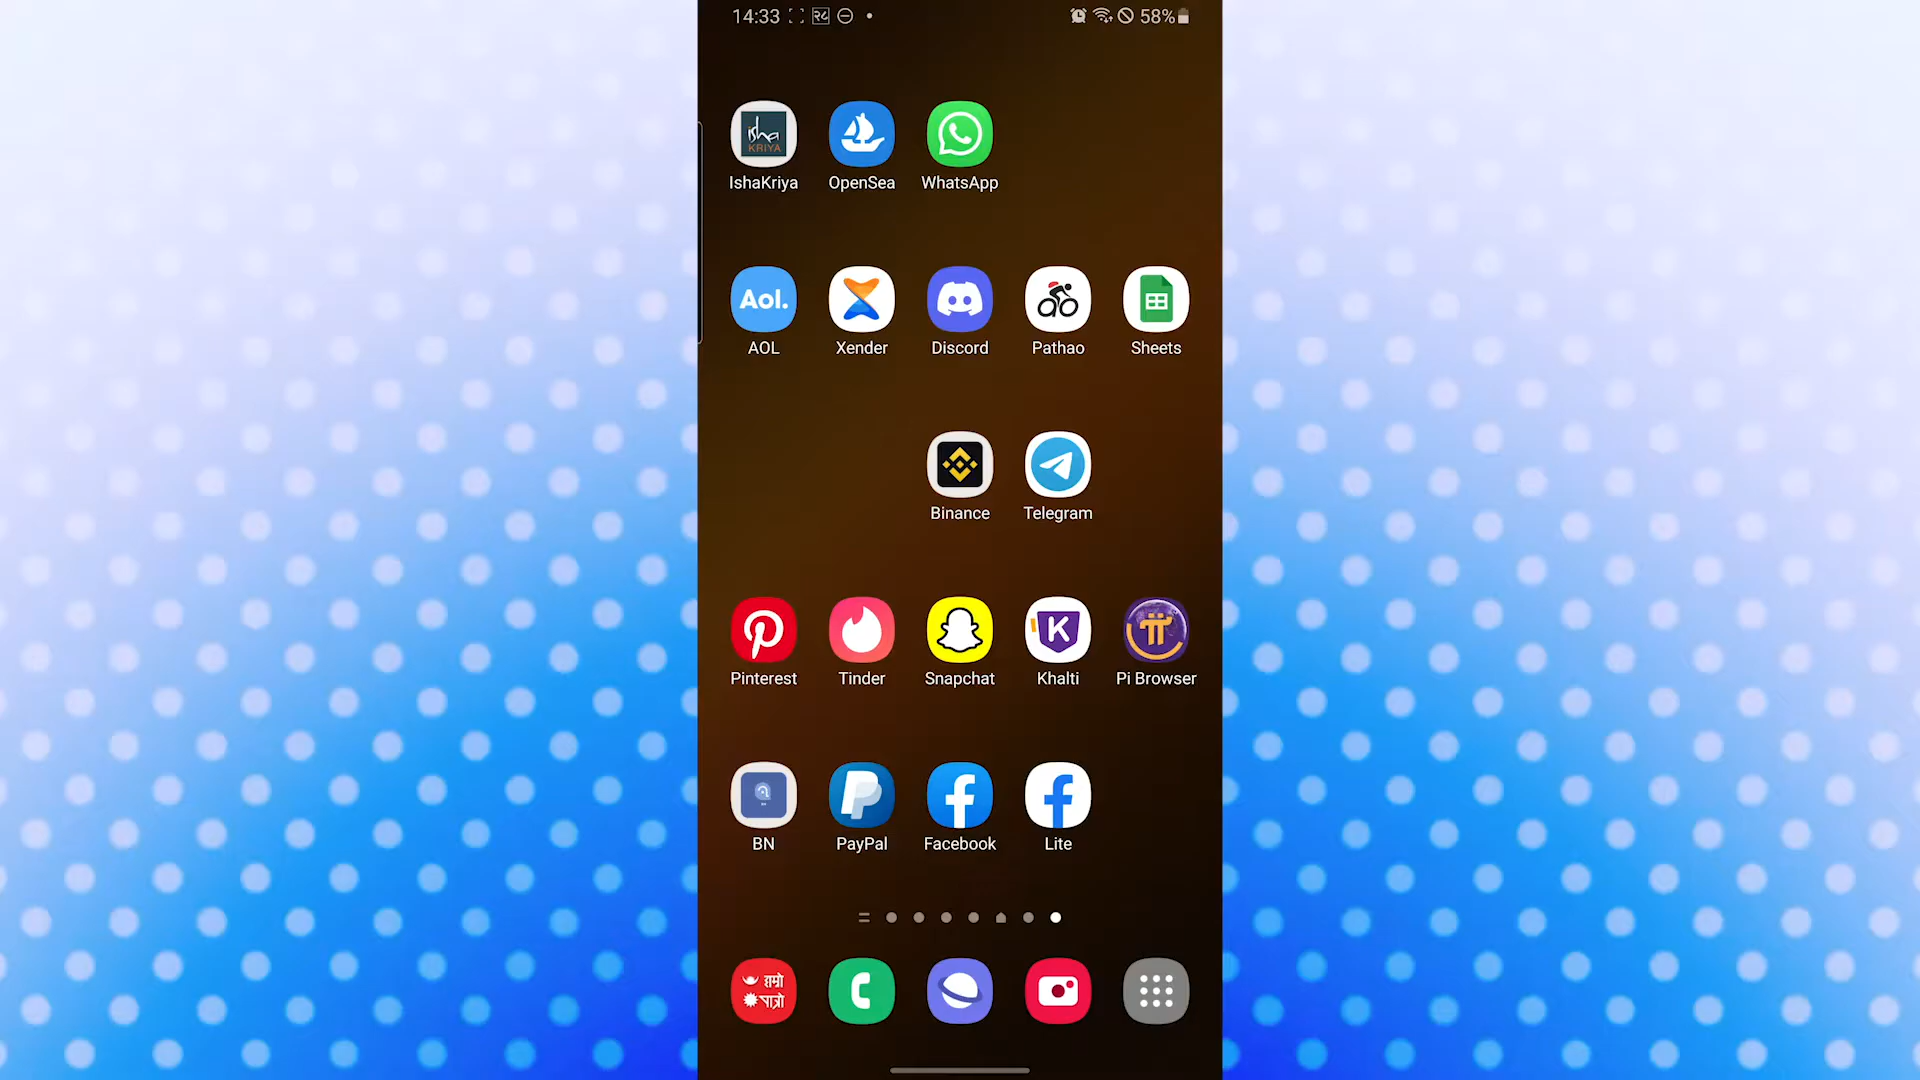 14:33
58%
isha
KRIYA
IshaKriya
OpenSea
WhatsApp
Aol.
AOL
Xender
Discord
Pathao
Sheets
Binance
Telegram
Pinterest
Tinder
Snapchat
K
Khalti
Pi Browser
BN
PayPal
Facebook
Lite
हाम्रो
पात्रो